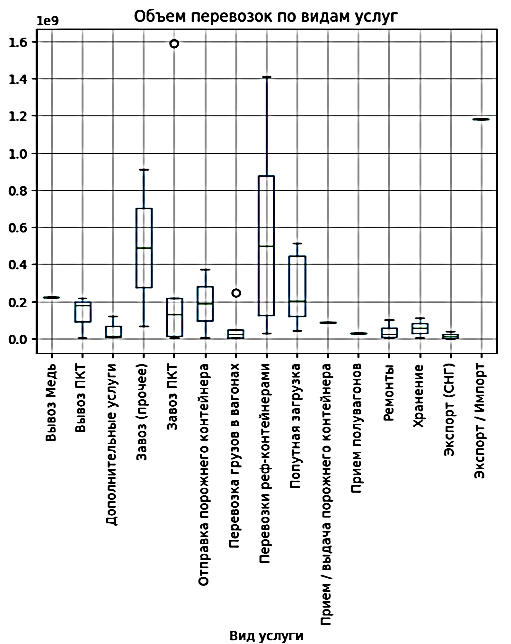 Объем перевозок по видам услуг
1e9
1.6
1.4
1.2
1.0
0.8
0.6
0.4
0.2
0.0
Вывоз Медь
Вывоз ПКТ
Дополнительные услуги
Завоз (прочее)
Завоз ПКТ
Отправка порожнего контейнера
Перевозка грузов в вагонах
Перевозки реф-контейнерами
Попутная загрузка
Прием / выдача порожнего контейнера
Прием полувагонов
Ремонты
Хранение
Экспорт (СНГ)
Экспорт / Импорт
Вид услуги